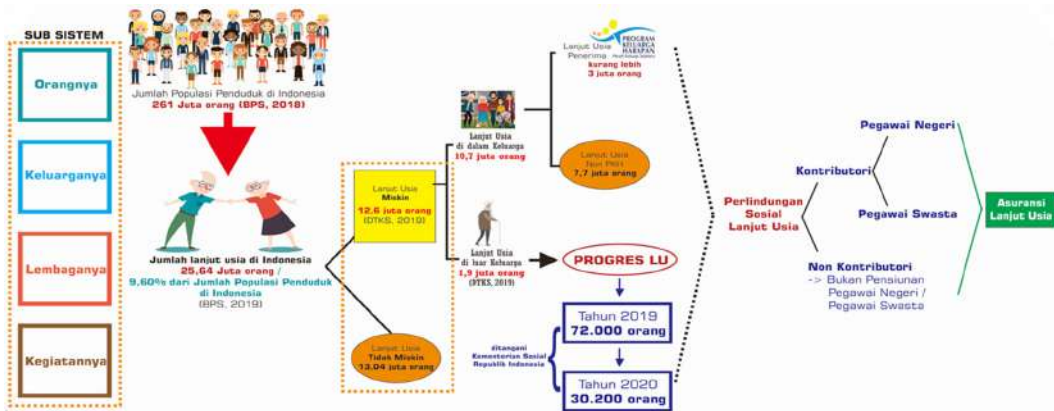 SUB SISTEM
Orangnya
Keluarganya
Lembaganya
Kegiatannya
Jumlah Populasi Penduduk di Indonesia
261 Juta orang (BPS, 2018)
Jumlah lanjut usia di Indonesia
25,64 Juta orang /
9,60% dari Jumlah Populasi Penduduk
di Indonesia
(BPS, 2019)
Lanjut Usia
Miskin
12,6 juta orang
(DTKS, 2019)
Lanjut Usia
Tidak Miskin
13,04 juta orang
Lanjut Usia
di dalam Keluarga
10,7 juta orang
Lanjut Usia
di luar Keluarga
1,9 juta orang
(DTKS, 2019)
Lanjut Usia
Penerima
PROGRAM
KELUARGA
HARAPAN
kurang lebih
3 juta orang
Lanjut Usia
Non PKH
7,7 juta orang
PROGRES LU
Tahun 2019
72.000 orang
ditangani
Kementerian Sosial
Republik Indonesia
Tahun 2020
30.200 orang
Perlindungan
Sosial
Lanjut Usia
Kontributori
Pegawai Negeri
Pegawai Swasta
Non Kontributori
-> Bukan Pensiunan
Pegawai Negeri /
Pegawai Swasta
Asuransi
Lanjut Usia